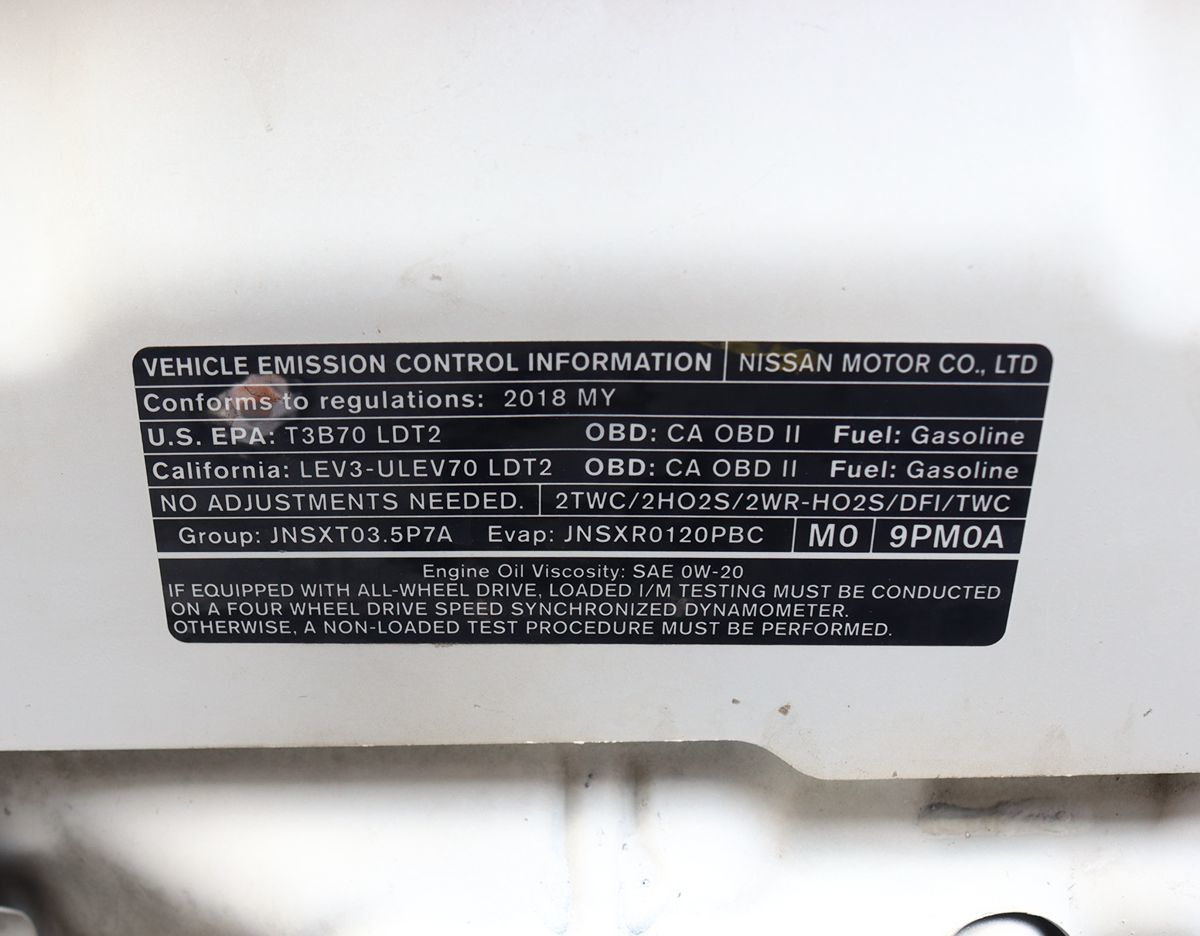 VEHICLE EMISSION CONTROL INFORMATION NISSAN MOTOR CO., LTD
Conforms to regulations: 2018 MY
U.S. EPA: T3B70 LDT2 OBD: CA OBD II Fuel: Gasoline
California: LEV3-ULEV70 LDT2 OBD: CA OBD II Fuel: Gasoline
NO ADJUSTMENTS NEEDED. 2TWC/2HO2S/2WR-HO2S/DFI/TWC
Group: JNSXT03.5P7A Evap: JNSXR0120PBC M0 9PM0A
Engine Oil Viscosity: SAE 0W-20
IF EQUIPPED WITH ALL-WHEEL DRIVE, LOADED I/M TESTING MUST BE CONDUCTED
ON A FOUR WHEEL DRIVE SPEED SYNCHRONIZED DYNAMOMETER.
OTHERWISE, A NON-LOADED TEST PROCEDURE MUST BE PERFORMED.